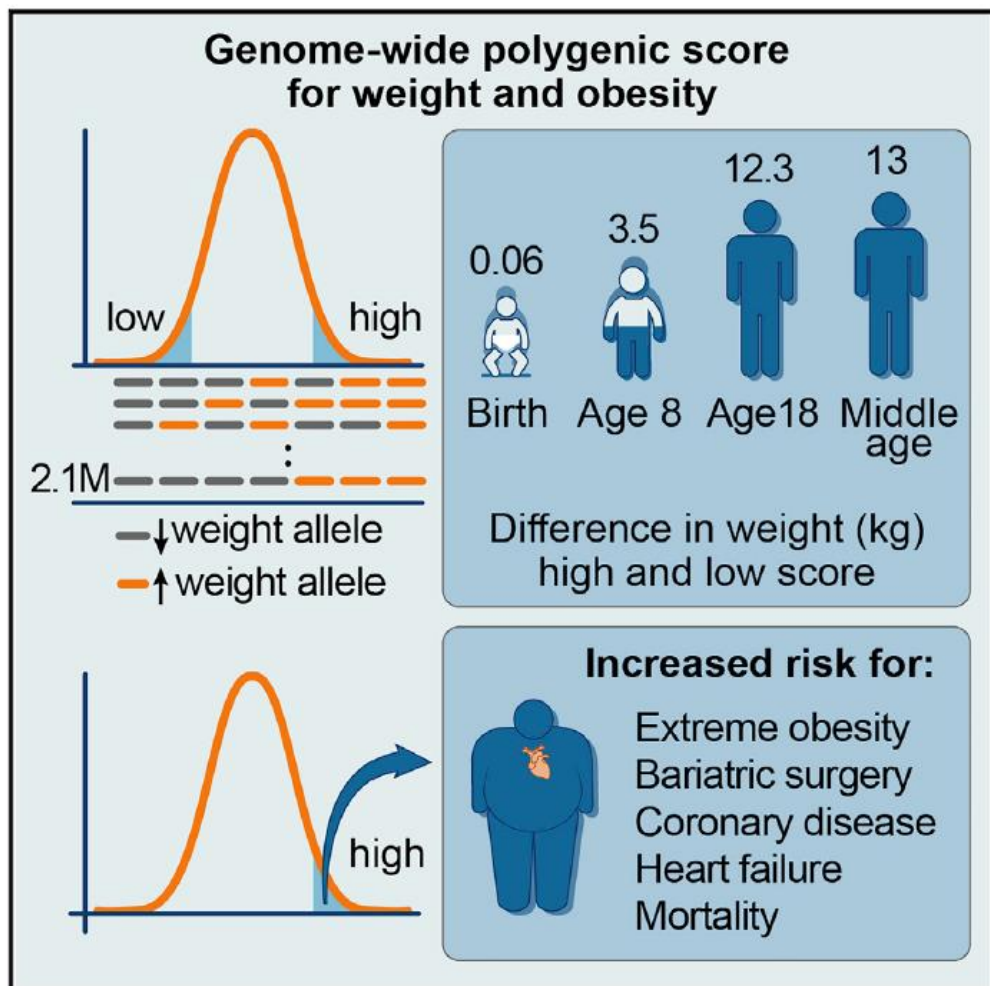 Genome-wide polygenic score
for weight and obesity
low
high
2.1M
↓weight allele
↑weight allele
0.06
3.5
12.3
13
Birth
Age 8
Age18
Middle
age
Difference in weight (kg)
high and low score
high
Increased risk for:
Extreme obesity
Bariatric surgery
Coronary disease
Heart failure
Mortality